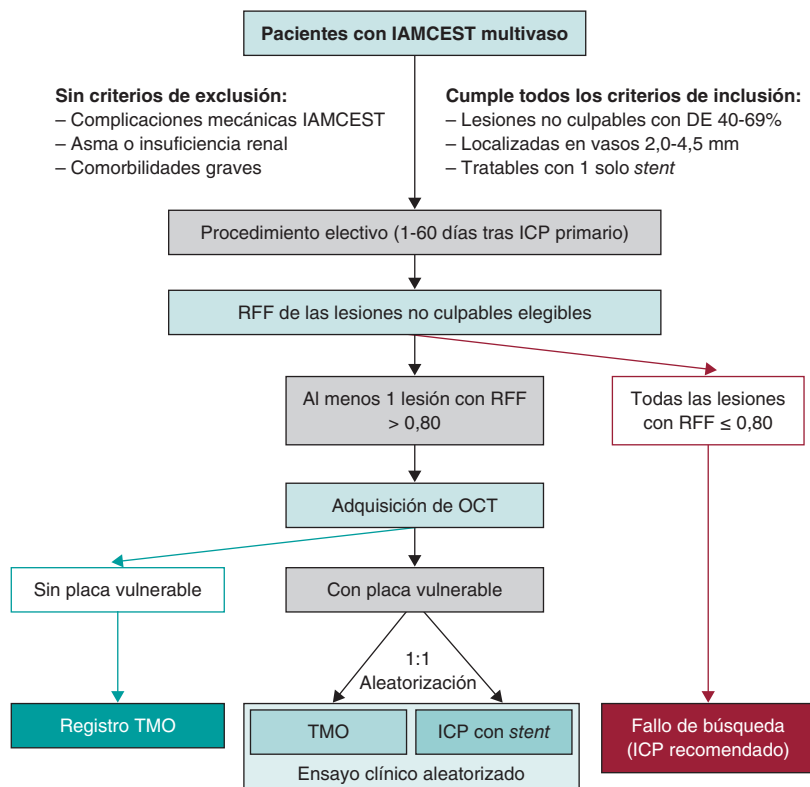 Pacientes con IAMCEST multivaso
Sin criterios de exclusión:
– Complicaciones mecánicas IAMCEST
– Asma o insuficiencia renal
– Comorbilidades graves
Cumple todos los criterios de inclusión:
– Lesiones no culpables con DE 40-69%
– Localizadas en vasos 2,0-4,5 mm
– Tratables con 1 solo stent
Procedimiento electivo (1-60 días tras ICP primario)
RFF de las lesiones no culpables elegibles
Al menos 1 lesión con RFF
> 0,80
Todas las lesiones
con RFF ≤ 0,80
Adquisición de OCT
Sin placa vulnerable
Con placa vulnerable
1:1
Aleatorización
Registro TMO
TMO
ICP con stent
Ensayo clínico aleatorizado
Fallo de búsqueda
(ICP recomendado)